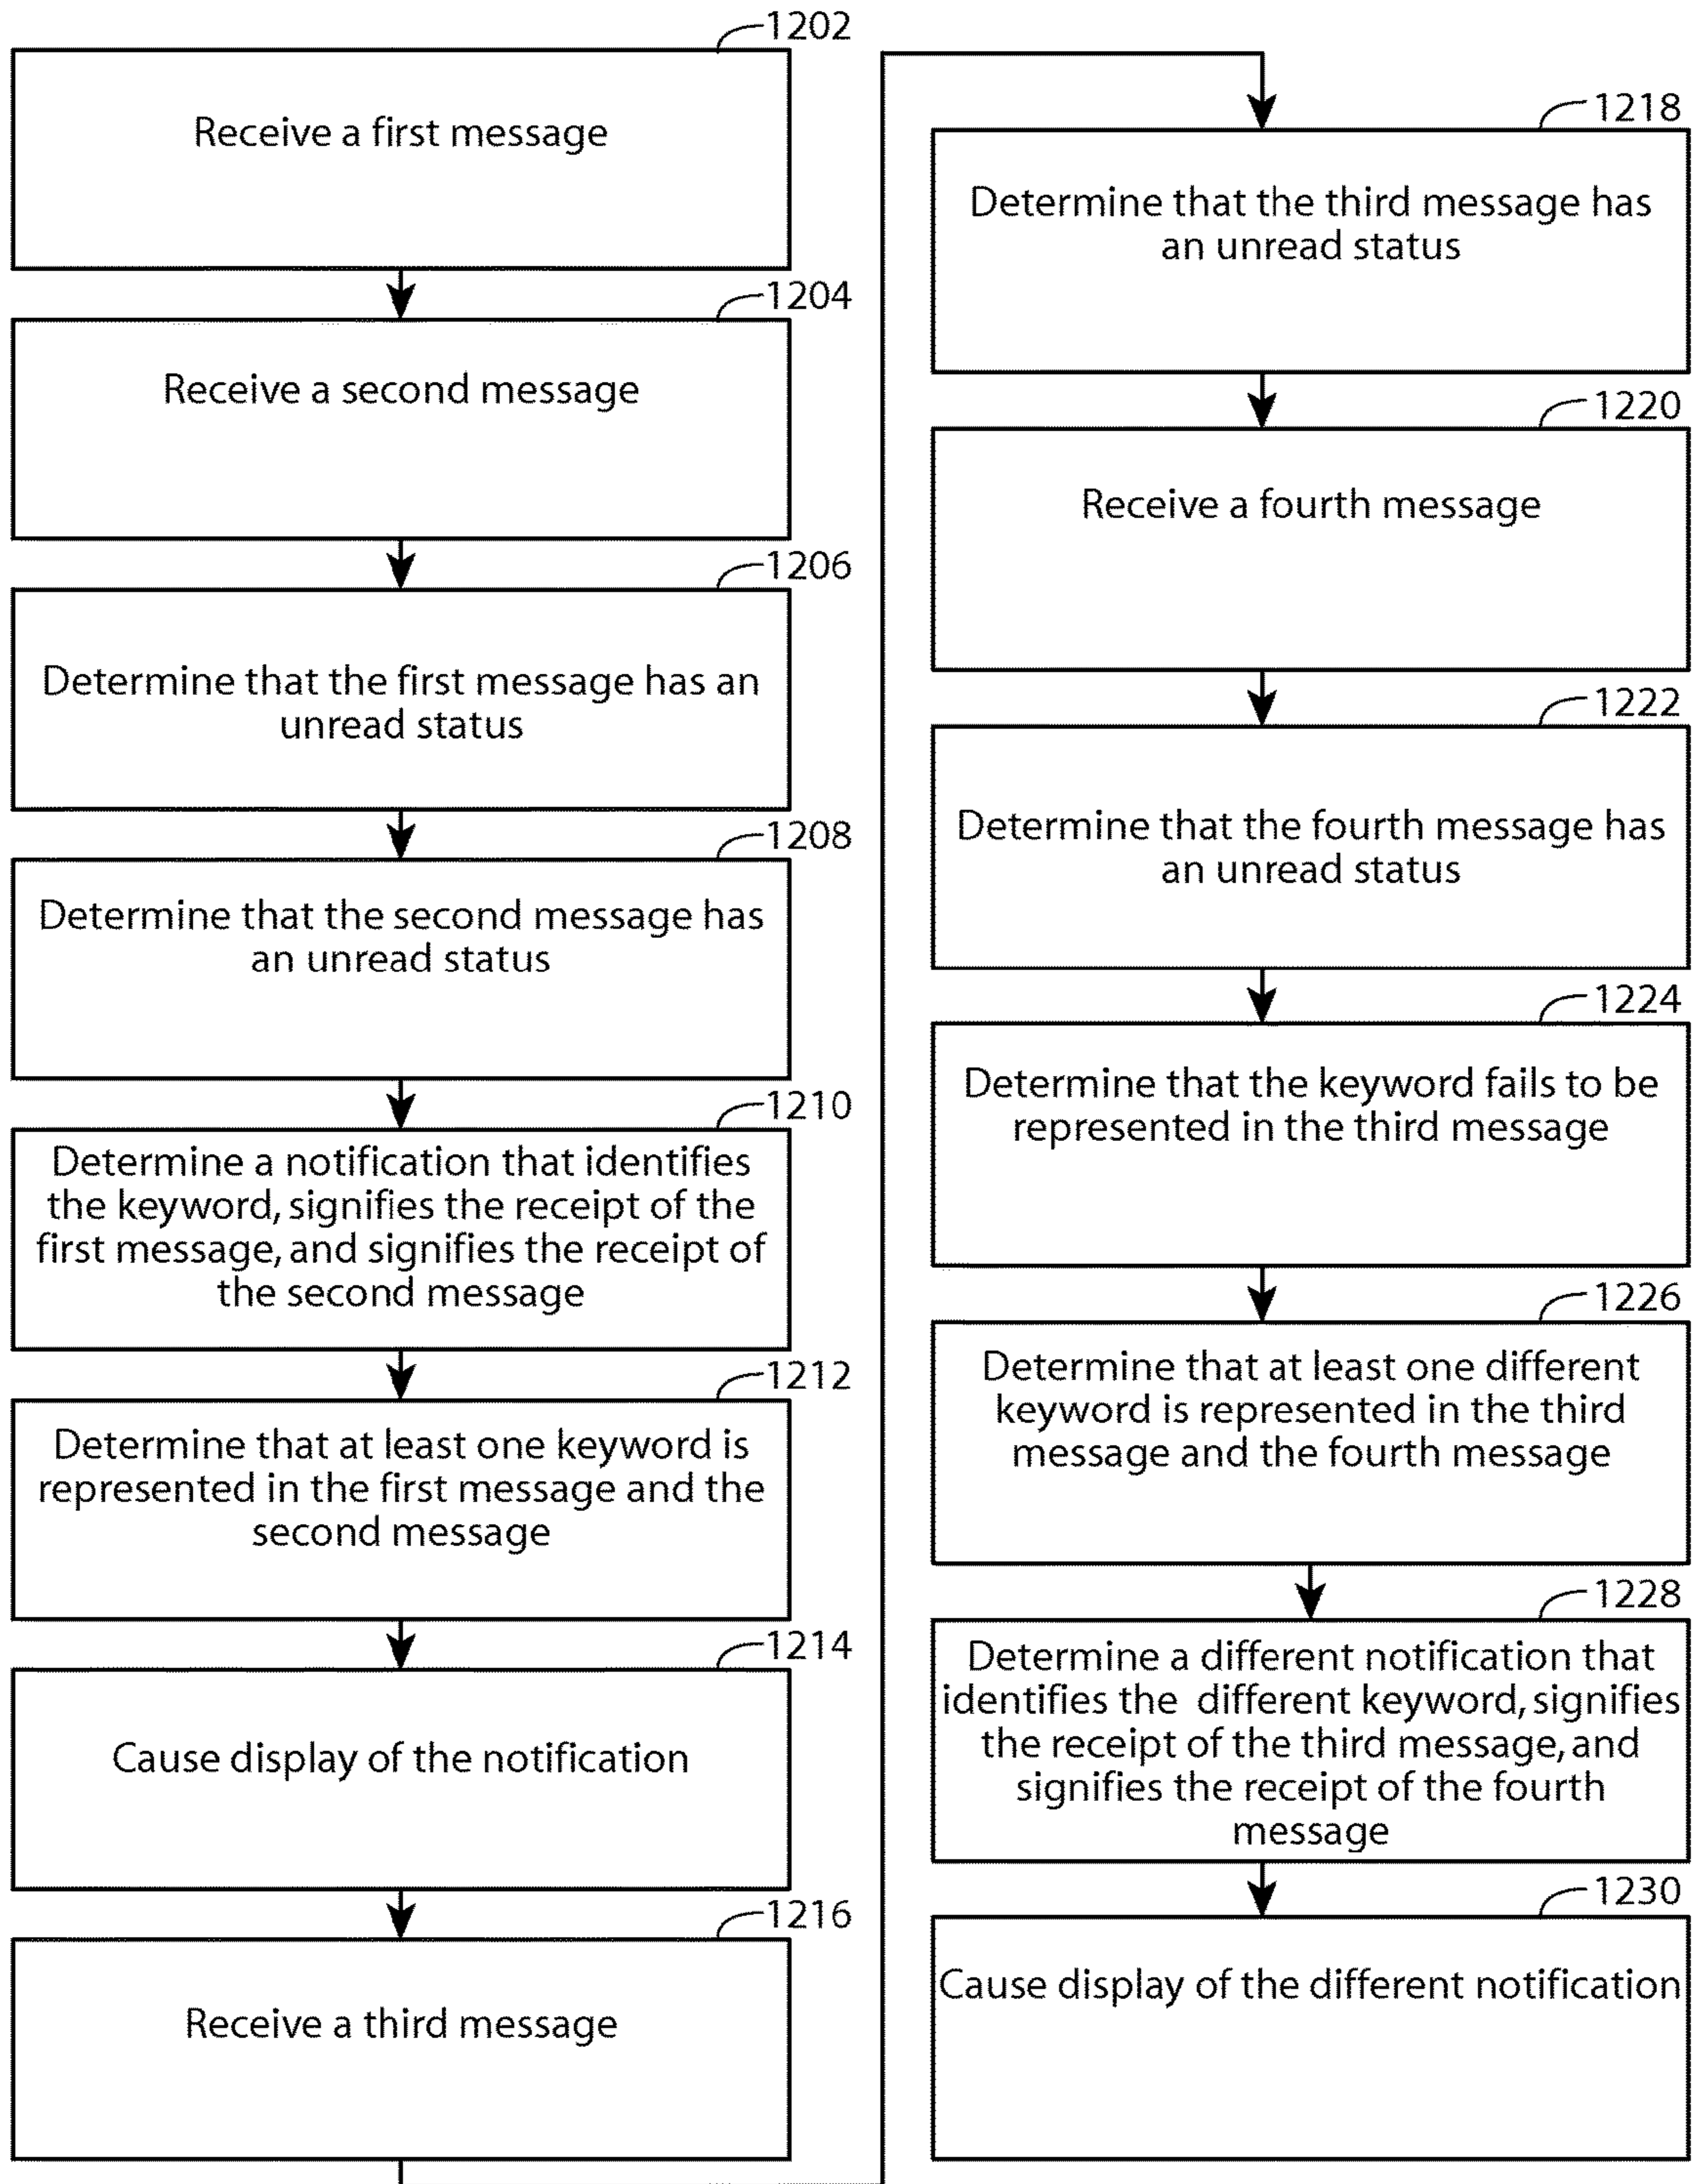 1202
Receive a first message
1204
Receive a second message
1206
Determine that the first message has an
unread status
1208
Determine that the second message has
an unread status
1210
Determine a notification that identifies
the keyword, signifies the receipt of the
first message, and signifies the receipt of
the second message
1212
Determine that at least one keyword is
represented in the first message and the
second message
1214
Cause display of the notification
1216
Receive a third message
1218
Determine that the third message has
an unread status
1220
Receive a fourth message
1222
Determine that the fourth message has
an unread status
1224
Determine that the keyword fails to be
represented in the third message
1226
Determine that at least one different
keyword is represented in the third
message and the fourth message
1228
Determine a different notification that
identifies the different keyword, signifies
the receipt of the third message, and
signifies the receipt of the fourth
message
1230
Cause display of the different notification